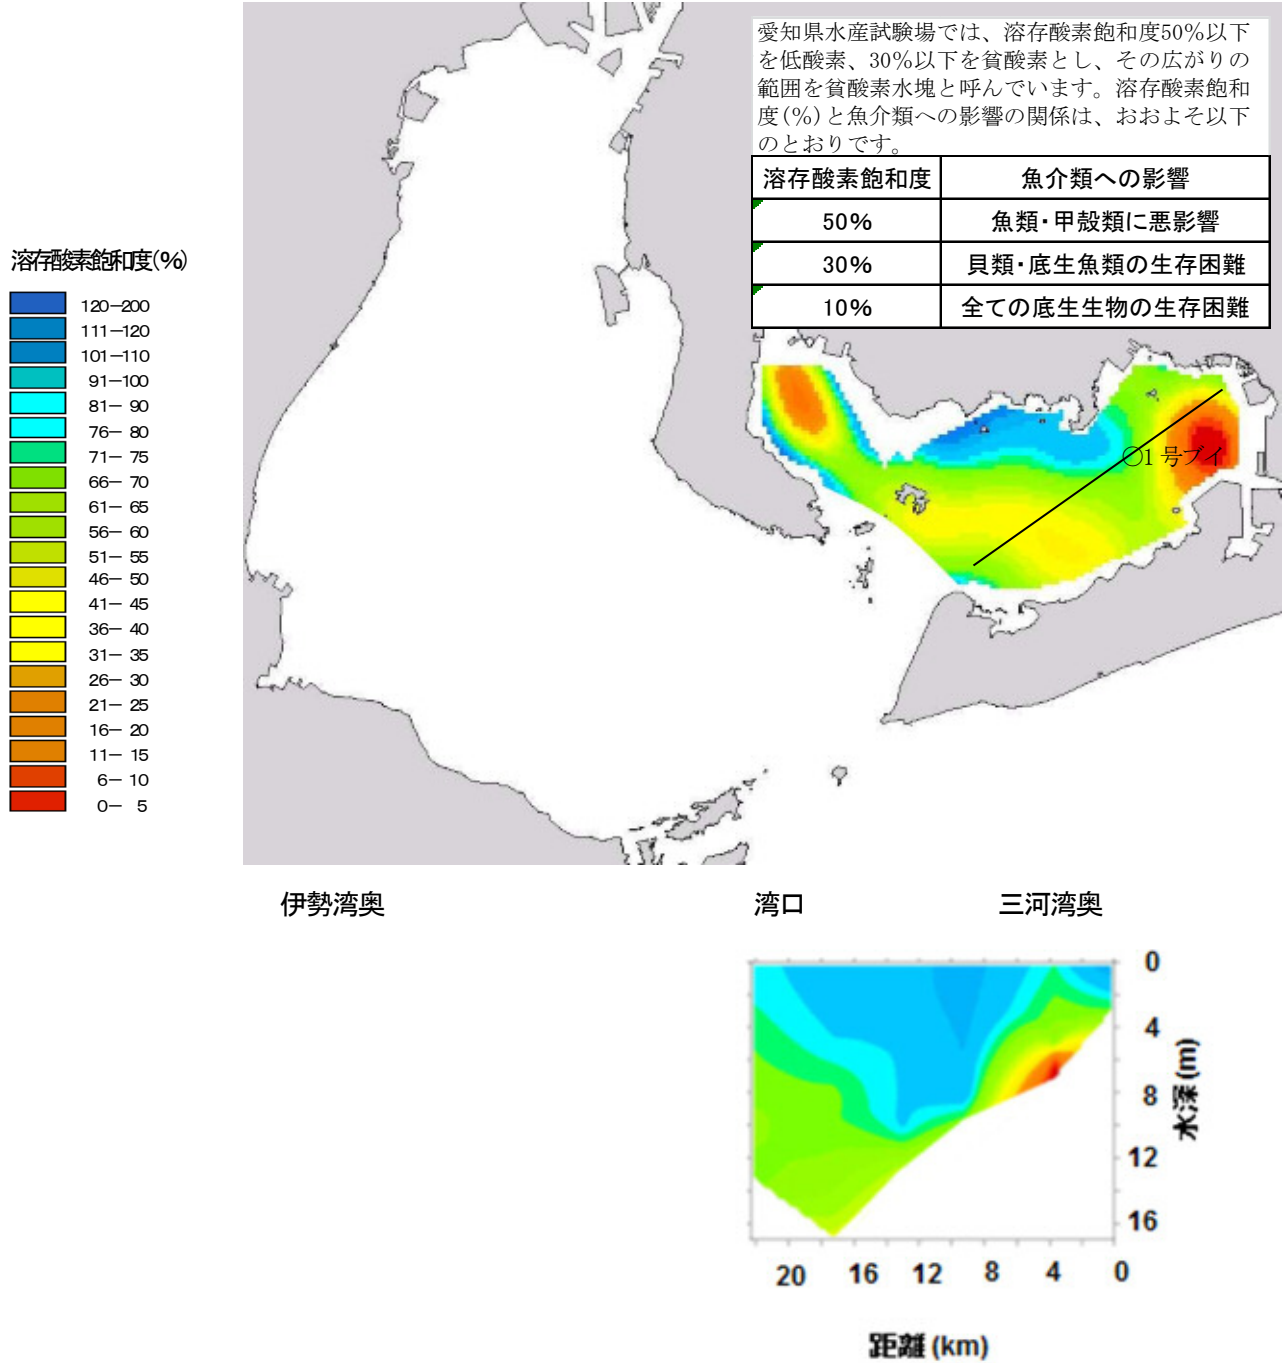 愛知県水産試験場では、溶存酸素飽和度50%以下
を低酸素、30%以下を貧酸素とし、その広がりの
範囲を貧酸素水塊と呼んでいます。溶存酸素飽和
度(%)と魚介類への影響の関係は、おおよそ以下
のとおりです。
溶存酸素飽和度 魚介類への影響
50% 魚類・甲殻類に悪影響
30% 貝類・底生魚類の生存困難
10% 全ての底生生物の生存困難
溶存酸素飽和度(%)
120-200
111-120
101-110
91-100
81- 90
76- 80
71- 75
66- 70
61- 65
56- 60
51- 55
46- 50
41- 45
36- 40
31- 35
26- 30
21- 25
16- 20
11- 15
6- 10
0- 5
〇1号ブイ
伊勢湾奥 湾口 三河湾奥
0
4
8
12
16
水深(m)
20 16 12 8 4 0
距離(km)